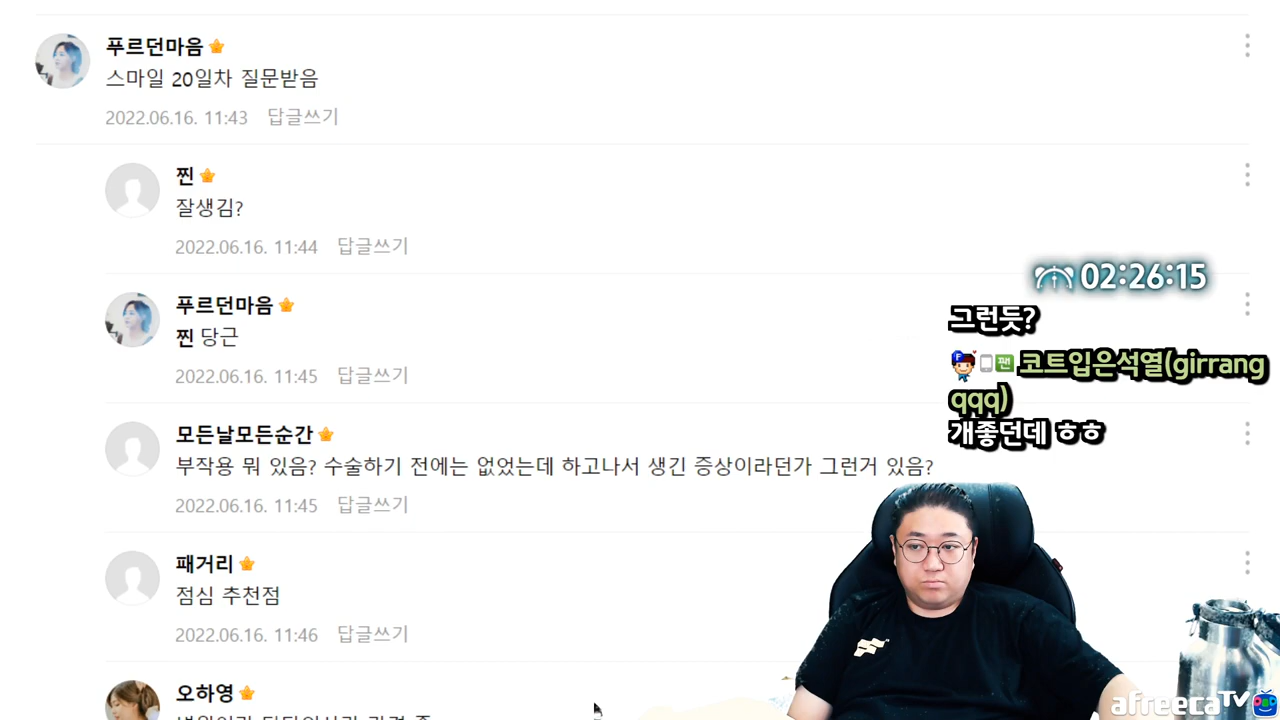 푸르던마음
스마일 20일차 질문받음
2022.06.16. 11:43 답글쓰기
찐
잘생김?
2022.06.16. 11:44 답글쓰기
푸르던마음
찐 당근
2022.06.16. 11:45 답글쓰기
모든날모든순간
부작용 뭐 있음? 수술하기 전에는 없었는데 하고나서 생긴 증상이라던가 그런거 있음?
2022.06.16. 11:45 답글쓰기
패거리
점심 추천점
2022.06.16. 11:46 답글쓰기
오하영
02:26:15
그런듯?
팬 코트입은석열(girrang
qqq)
개좋던데 ㅎㅎ
afreecaTV